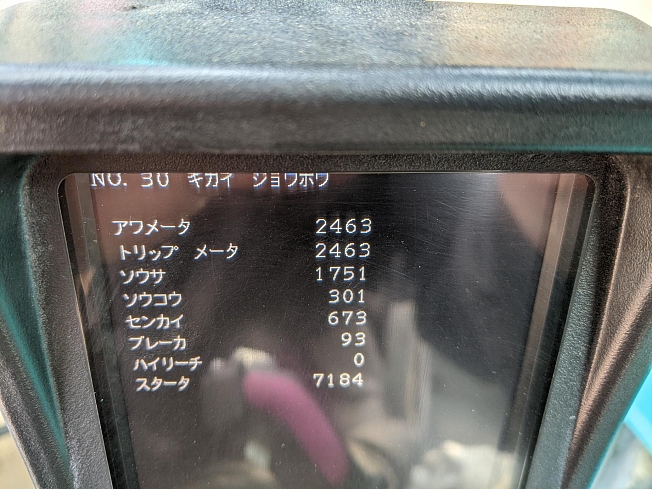 NO. 30 キカイ ジョウホウ
アワメータ 2463
トリップ メータ 2463
ソウサ 1751
ソウコウ 301
センカイ 673
ブレーカ 93
ハイリーチ 0
スタータ 7184